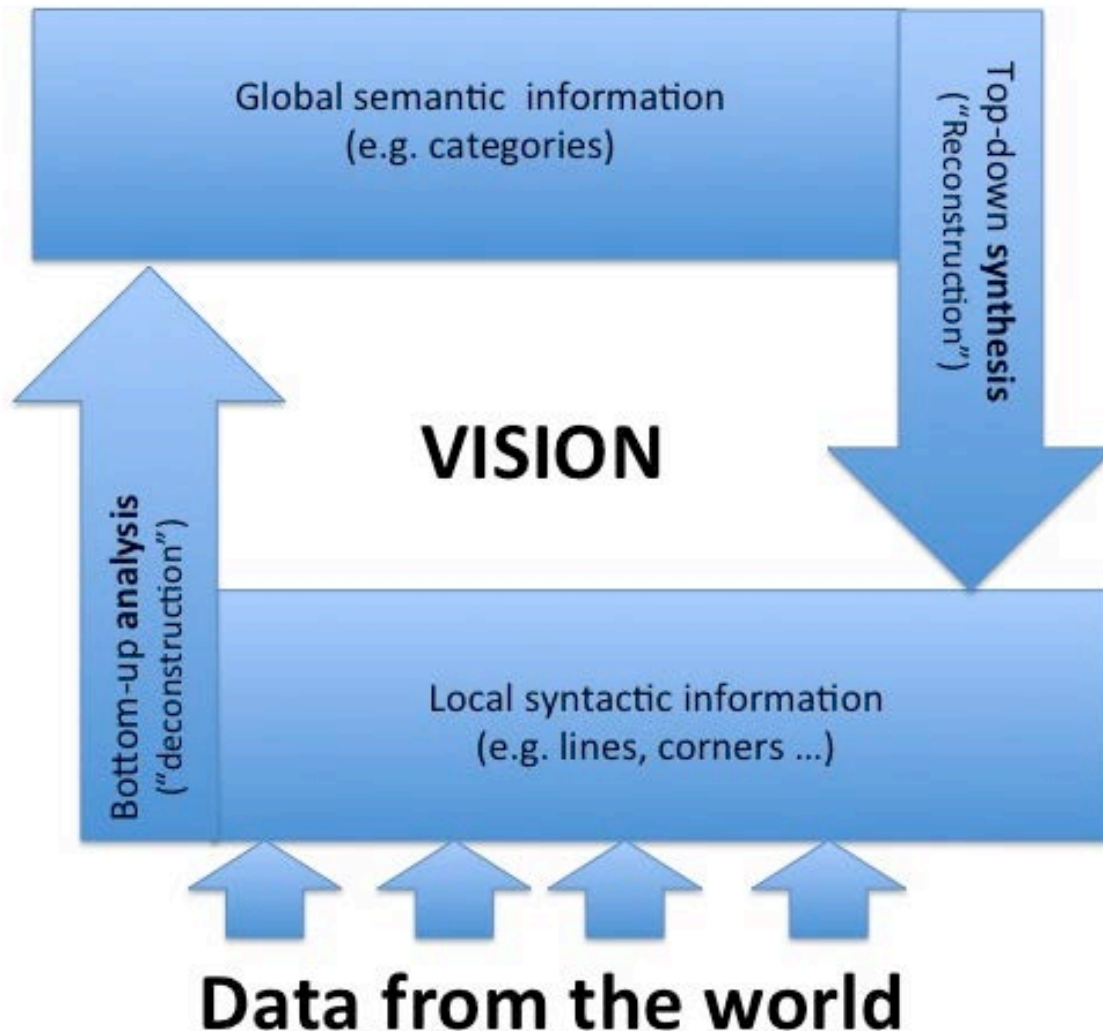 Global semantic information
(e.g. categories)
Top-down synthesis
("Reconstruction")
VISION
Bottom-up analysis
("deconstruction")
Local syntactic information
(e.g. lines, corners ...)
Data from the world